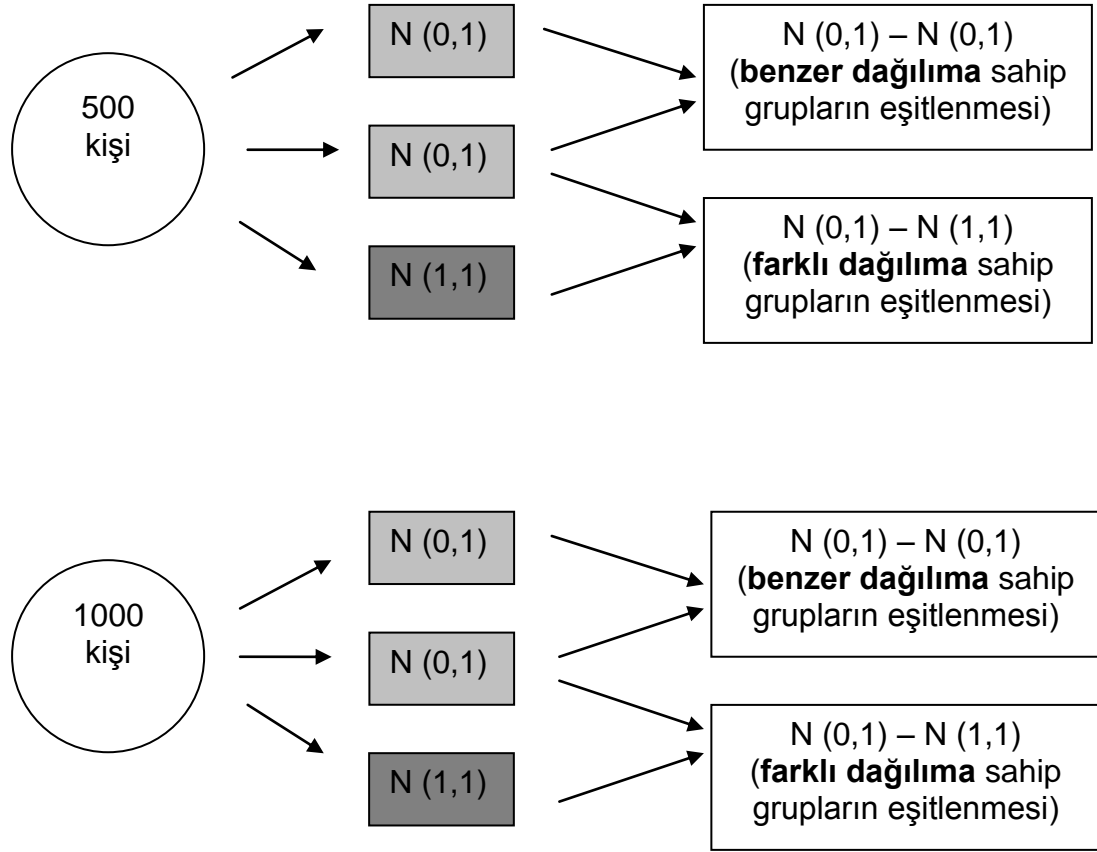 500
kişi
N (0,1)
N (0,1)
N (1,1)
N (0,1) – N (0,1)
(benzer dağılıma sahip
grupların eşitlenmesi)
N (0,1) – N (1,1)
(farklı dağılıma sahip
grupların eşitlenmesi)
1000
kişi
N (0,1)
N (0,1)
N (1,1)
N (0,1) – N (0,1)
(benzer dağılıma sahip
grupların eşitlenmesi)
N (0,1) – N (1,1)
(farklı dağılıma sahip
grupların eşitlenmesi)